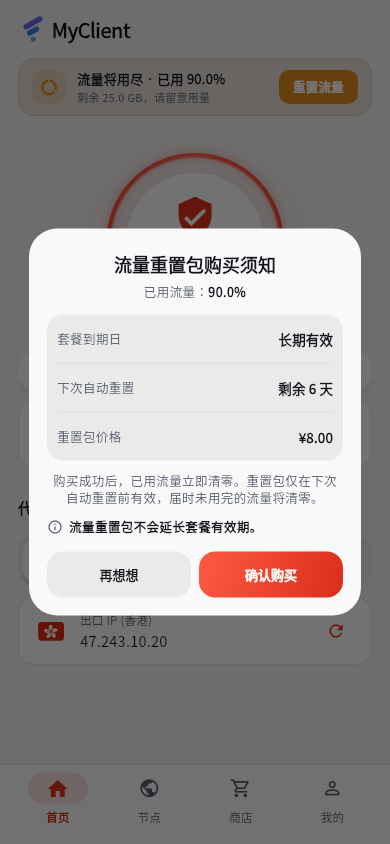 MyClient
流量将用尽 · 已用 90.0%
剩余 25.0 GB，请留意用量
重置流量
流量重置包购买须知
已用流量：90.0%
套餐到期日
长期有效
下次自动重置
剩余 6 天
重置包价格
¥8.00
购买成功后，已用流量立即清零。重置包仅在下次
自动重置前有效，届时未用完的流量将清零。
流量重置包不会延长套餐有效期。
再想想
确认购买
出口 IP (香港)
47.243.10.20
首页
节点
商店
我的